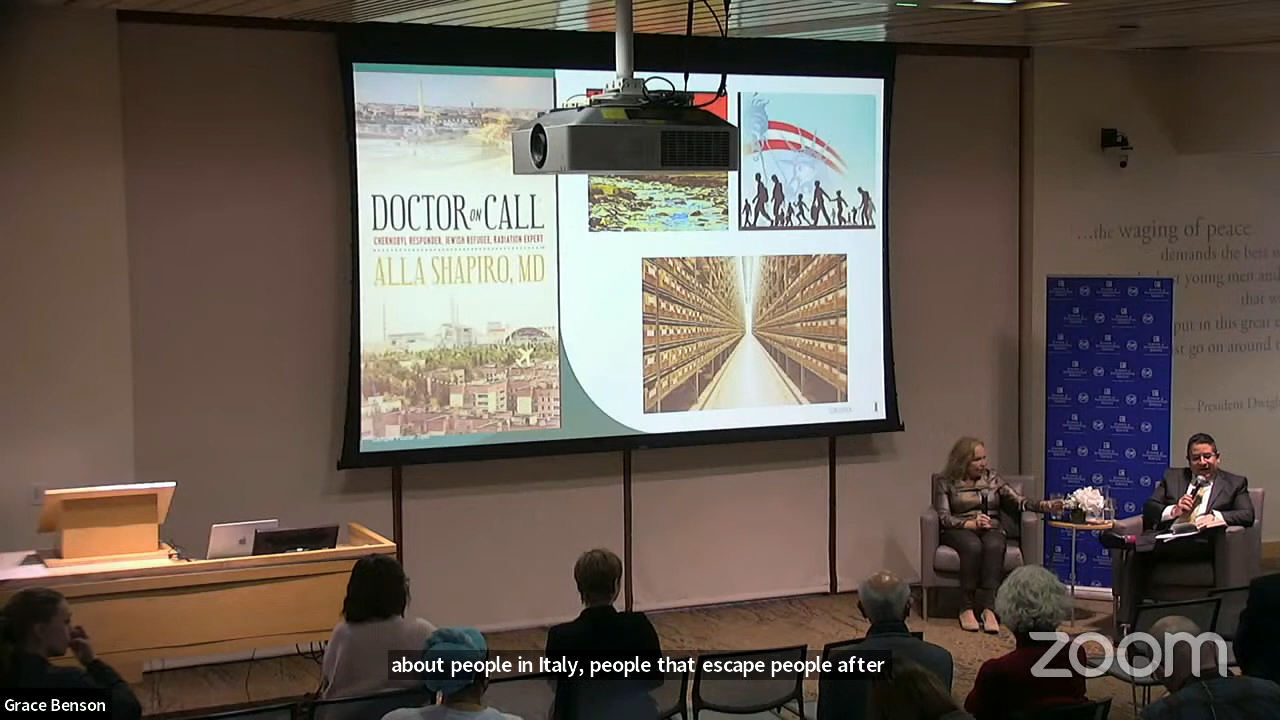 DOCTOR ON CALL
CHERNOBYL RESPONDER, JEWISH REFUGEE, RADIATION EXPERT
ALLA SHAPIRO, MD
1
...the waging of peace
demands the best
young men and
put in this great
go on around
—President Dwigh
about people in Italy, people that escape people after
zoom
Grace Benson